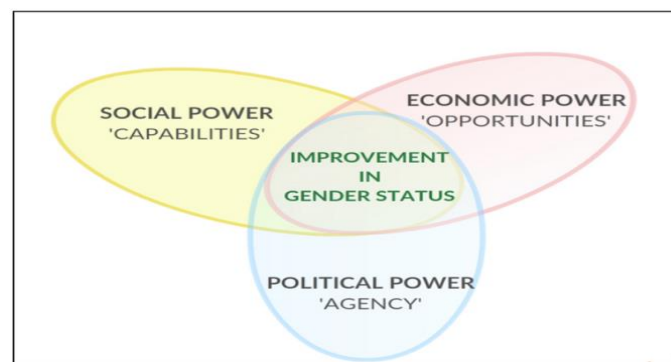 SOCIAL POWER
'CAPABILITIES'
ECONOMIC POWER
'OPPORTUNITIES'
IMPROVEMENT
IN
GENDER STATUS
POLITICAL POWER
'AGENCY'